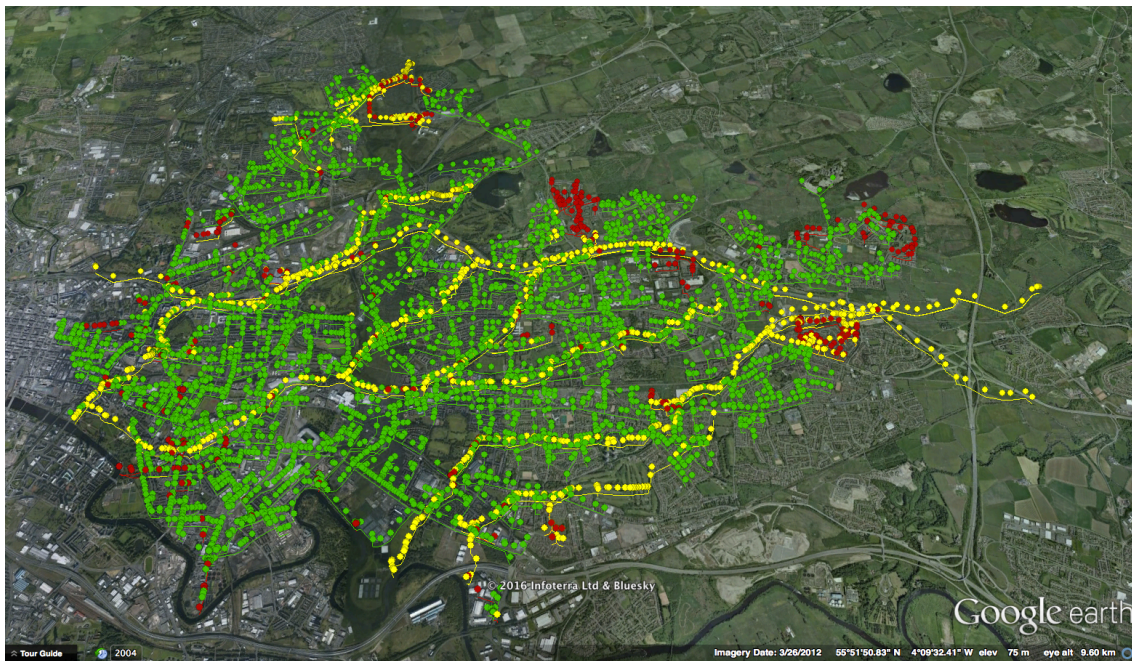 © 2016 Infoterra Ltd & Bluesky
Google earth
Tour Guide
2004
Imagery Date: 3/26/2012 55°51'50.83" N 4°09'32.41" W elev 75 m eye alt 9.60 km